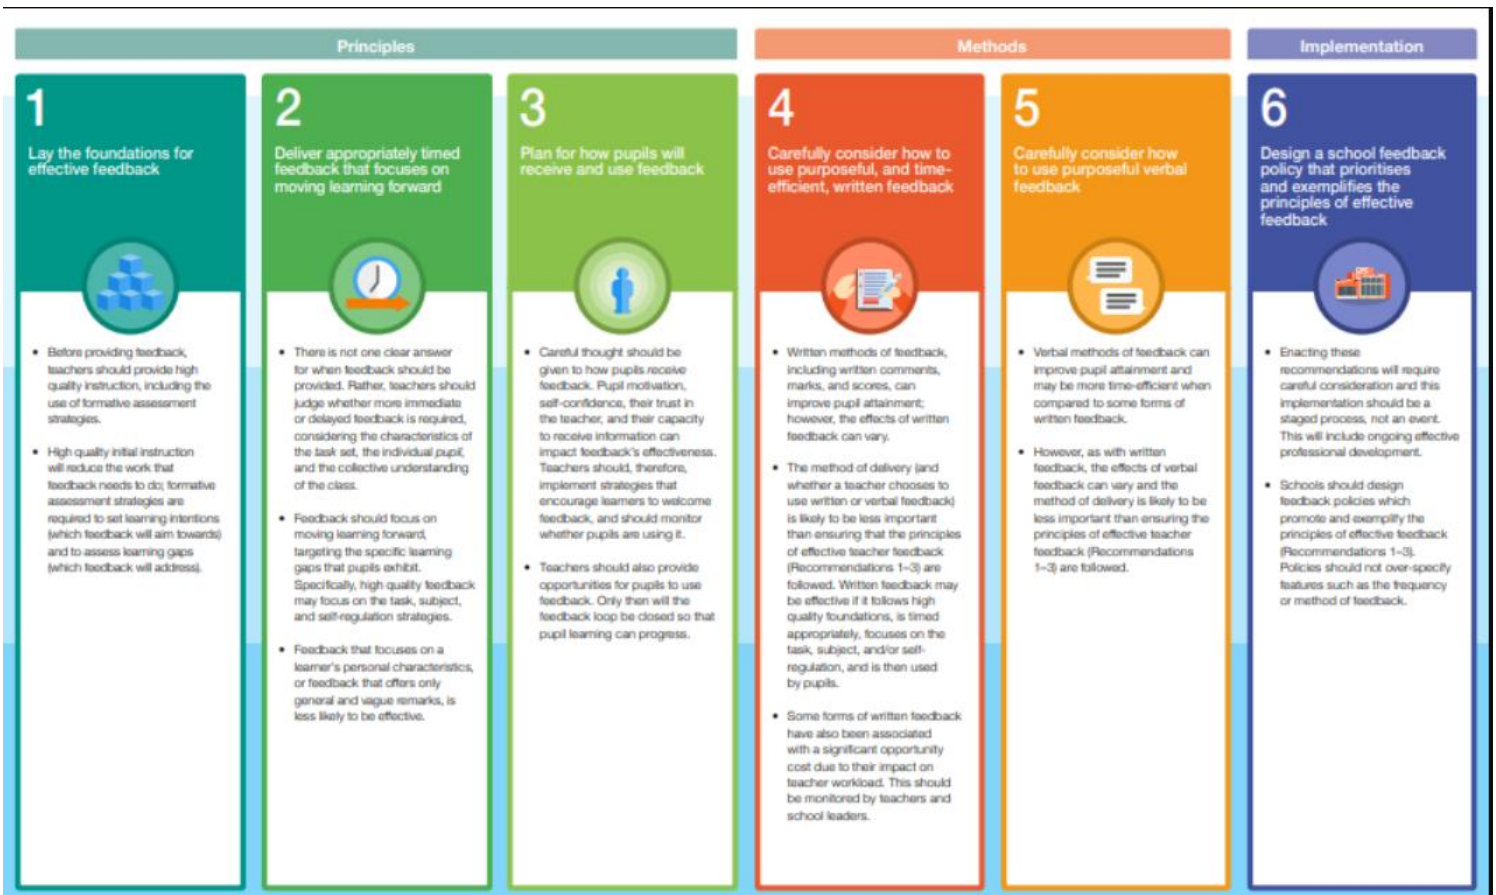 Principles
Methods
Implementation
1
Lay the foundations for
effective feedback
• Before providing feedback,
teachers should provide high
quality instruction, including the
use of formative assessment
strategies.
• High quality initial instruction
will reduce the work that
feedback needs to do; formative
assessment strategies are
required to set learning intentions
(which feedback will aim towards)
and to assess learning gaps
(which feedback will address).
2
Deliver appropriately timed
feedback that focuses on
moving learning forward
• There is not one clear answer
for when feedback should be
provided. Rather, teachers should
judge whether more immediate
or delayed feedback is required,
considering the characteristics of
the task set, the individual pupil,
and the collective understanding
of the class.
• Feedback should focus on
moving learning forward,
targeting the specific learning
gaps that pupils exhibit.
Specifically, high quality feedback
may focus on the task, subject,
and self-regulation strategies.
• Feedback that focuses on a
learner's personal characteristics,
or feedback that offers only
general and vague remarks, is
less likely to be effective.
3
Plan for how pupils will
receive and use feedback
• Careful thought should be
given to how pupils receive
feedback. Pupil motivation,
self-confidence, their trust in
the teacher, and their capacity
to receive information can
impact feedback's effectiveness.
Teachers should, therefore,
implement strategies that
encourage learners to welcome
feedback, and should monitor
whether pupils are using it.
• Teachers should also provide
opportunities for pupils to use
feedback. Only then will the
feedback loop be closed so that
pupil learning can progress.
4
Carefully consider how to
use purposeful, and time-
efficient, written feedback
• Written methods of feedback,
including written comments,
marks, and scores, can
improve pupil attainment;
however, the effects of written
feedback can vary.
• The method of delivery (and
whether a teacher chooses to
use written or verbal feedback)
is likely to be less important
than ensuring that the principles
of effective teacher feedback
(Recommendations 1–3) are
followed. Written feedback may
be effective if it follows high
quality foundations, is timed
appropriately, focuses on the
task, subject, and/or self-
regulation, and is then used
by pupils.
• Some forms of written feedback
have also been associated
with a significant opportunity
cost due to their impact on
teacher workload. This should
be monitored by teachers and
school leaders.
5
Carefully consider how
to use purposeful verbal
feedback
• Verbal methods of feedback can
improve pupil attainment and
may be more time-efficient when
compared to some forms of
written feedback.
• However, as with written
feedback, the effects of verbal
feedback can vary and the
method of delivery is likely to be
less important than ensuring the
principles of effective teacher
feedback (Recommendations
1–3) are followed.
6
Design a school feedback
policy that prioritises
and exemplifies the
principles of effective
feedback
• Enacting these
recommendations will require
careful consideration and this
implementation should be a
staged process, not an event.
This will include ongoing effective
professional development.
• Schools should design
feedback policies which
promote and exemplify the
principles of effective feedback
(Recommendations 1–3).
Policies should not over-specify
features such as the frequency
or method of feedback.